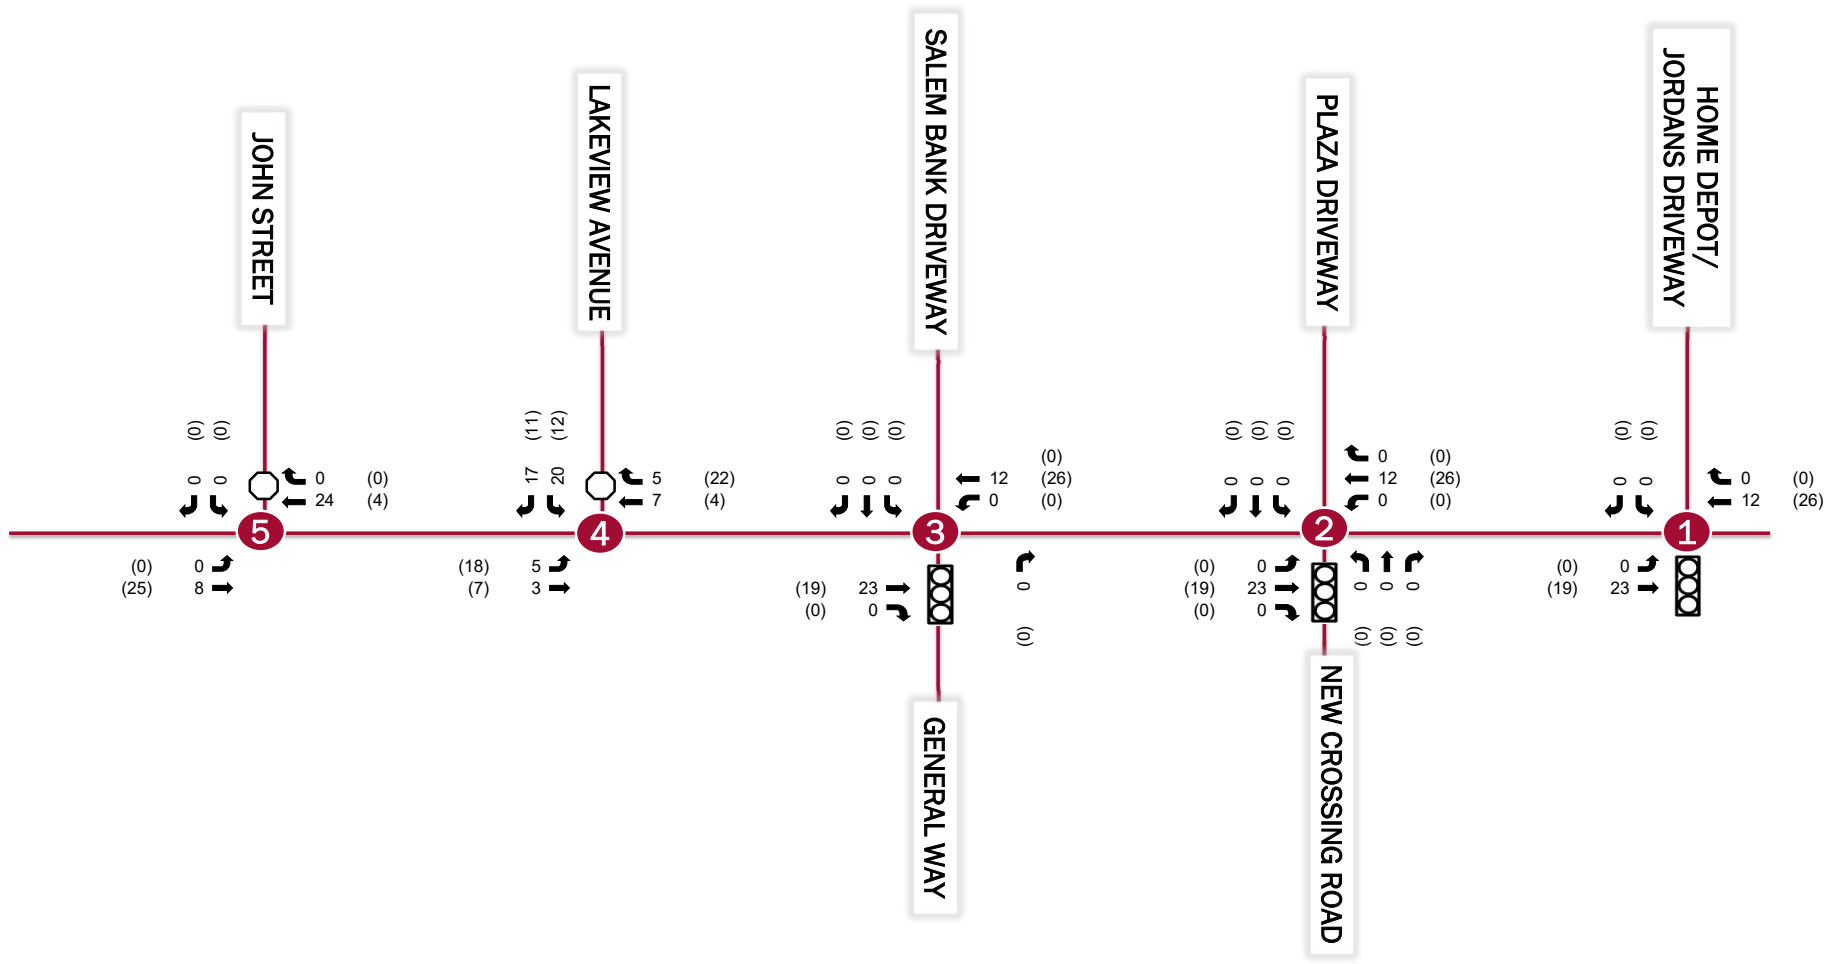 JOHN STREET
LAKEVIEW AVENUE
SALEM BANK DRIVEWAY
PLAZA DRIVEWAY
HOME DEPOT/
JORDANS DRIVEWAY
(0) (0)
0 0
0 (0)
24 (4)
5
(0) 0
(25) 8
(11) (12)
17 20
5 (22)
7 (4)
4
(18) 5
(7) 3
(0) (0) (0)
0 0 0
(0)
12 (26)
0 (0)
3
(19) 23
(0) 0
0
(0)
(0) (0) (0)
0 0 0
0 (0)
12 (26)
0 (0)
2
(0) 0
(19) 23
(0) 0
0 0 0
(0) (0) (0)
(0) (0)
0 0
0 (0)
12 (26)
1
(0) 0
(19) 23
GENERAL WAY
NEW CROSSING ROAD